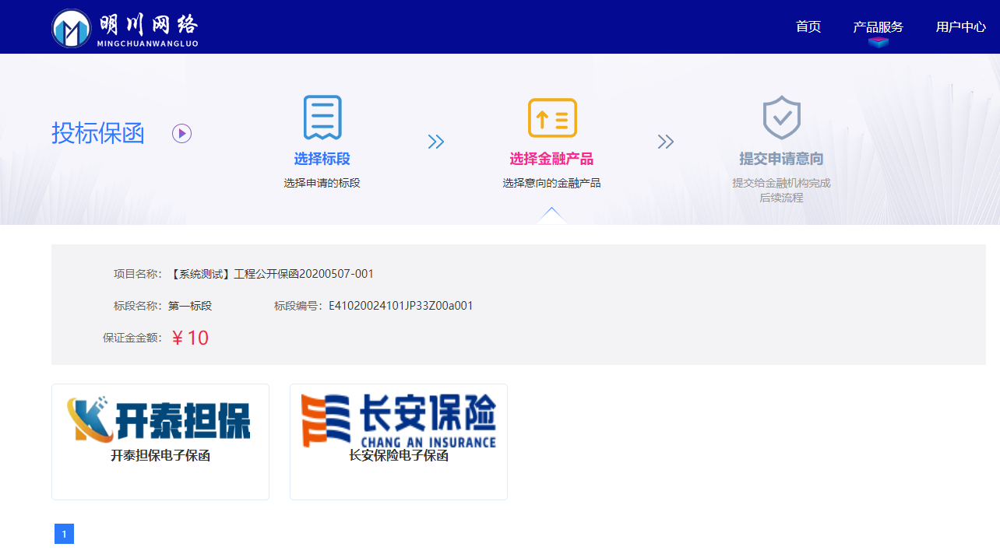 明川网络
MINGCHUANWANGLUO
首页 产品服务 用户中心
投标保函
选择标段
选择申请的标段
选择金融产品
选择意向的金融产品
提交申请意向
提交给金融机构完成
后续流程
项目名称: 【系统测试】工程公开保函20200507-001
标段名称: 第一标段 标段编号: E41020024101JP33Z00a001
保证金金额: ¥ 10
开泰担保
开泰担保电子保函
长安保险
CHANG AN INSURANCE
长安保险电子保函
1